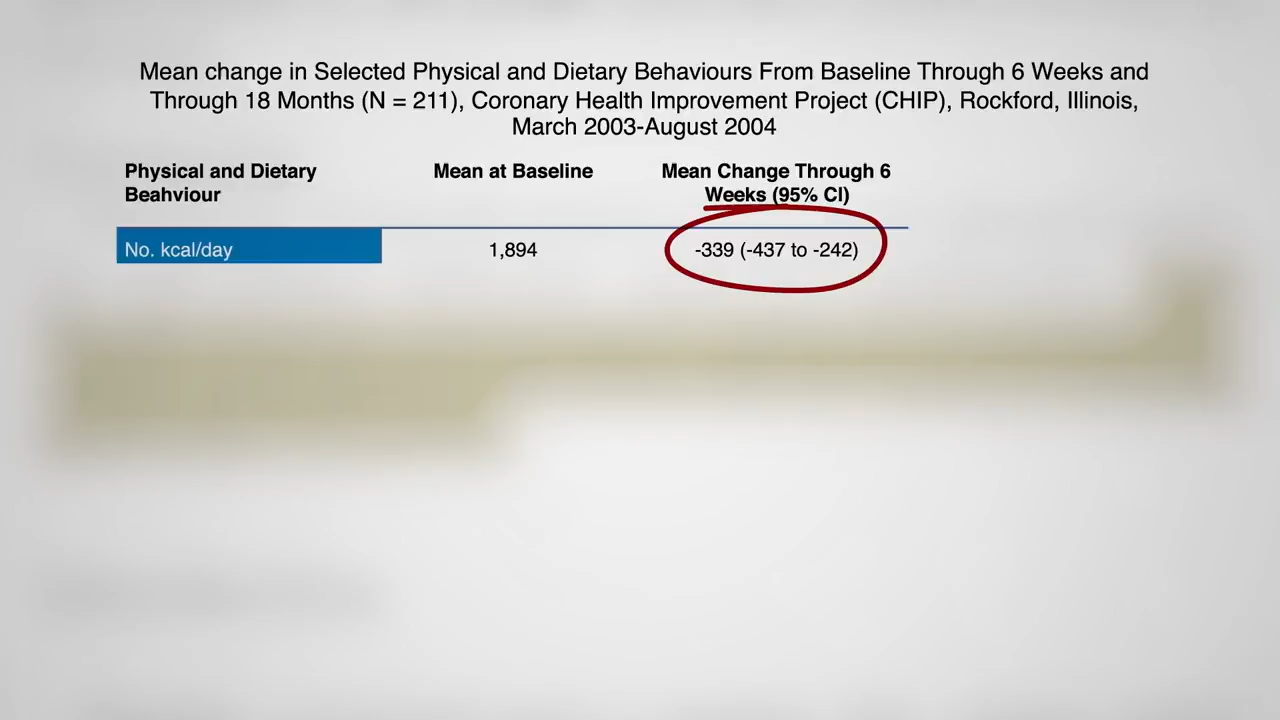 Mean change in Selected Physical and Dietary Behaviours From Baseline Through 6 Weeks and
Through 18 Months (N = 211), Coronary Health Improvement Project (CHIP), Rockford, Illinois,
March 2003-August 2004
Physical and Dietary
Beahviour
Mean at Baseline
Mean Change Through 6
Weeks (95% CI)
No. kcal/day
1,894
-339 (-437 to -242)